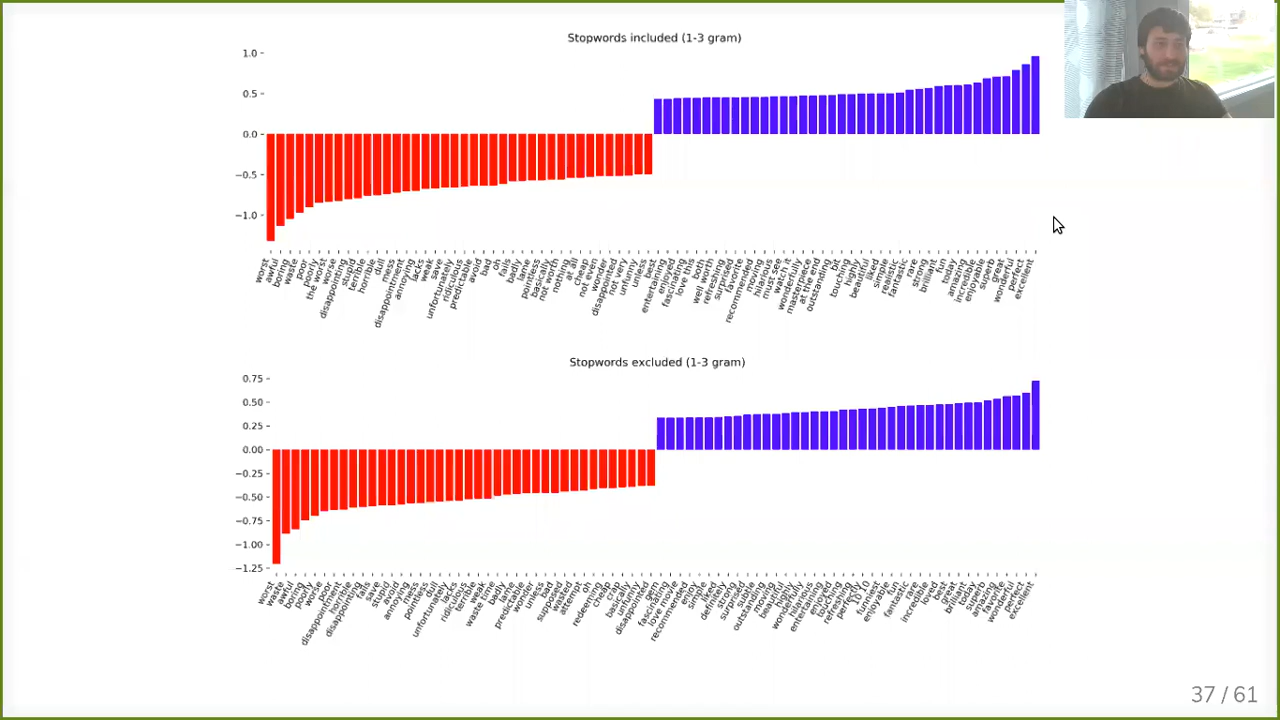 Stopwords included (1-3 gram)
1.0
0.5
0.0
−0.5
−1.0
worst
awful
boring
waste
poor
poorly
the worst
worse
disappointing
stupid
terrible
horrible
dull
mess
disappointment
annoying
lacks
weak
save
unfortunately
ridiculous
predictable
avoid
bad
oh
fails
badly
lame
pointless
basically
not worth
nothing
at all
cheap
not even
wooden
disappointed
not very
unfunny
unless
best
entertaining
enjoyed
fascinating
love this
born
well worth
refreshing
surprised
favorite
recommended
moving
hilarious
must see
watch it
wonderfully
masterpiece
at the end
outstanding
bit
touching
highly
beautiful
liked
simple
realistic
fantastic
rare
strong
brilliant
fun
today
amazing
incredible
enjoyable
superb
great
wonderful
perfect
excellent
Stopwords excluded (1-3 gram)
0.75
0.50
0.25
0.00
−0.25
−0.50
−0.75
−1.00
−1.25
worst
waste
awful
boring
poorly
worse
poor
disappointment
horrible
disappointing
fails
save
stupid
avoid
annoying
mess
pointless
dull
unfortunately
lacks
ridiculous
terrible
weak
waste time
badly
lame
predictable
wonder
unless
bad
supposed
wasted
attempt
oh
redeeming
cheap
crap
basically
unfunny
disappointed
gem
fascinating
love
moved
recommended
enjoy
simple
liked
definitely
strong
surprised
subtle
outstanding
moving
beautiful
highly
wonderfully
hilarious
entertaining
enjoyed
touching
refreshing
perfectly
10 10
funniest
enjoyable
fun
fantastic
rare
incredible
loved
best
great
brilliant
today
superb
amazing
favorite
wonderful
perfect
excellent
37 / 61